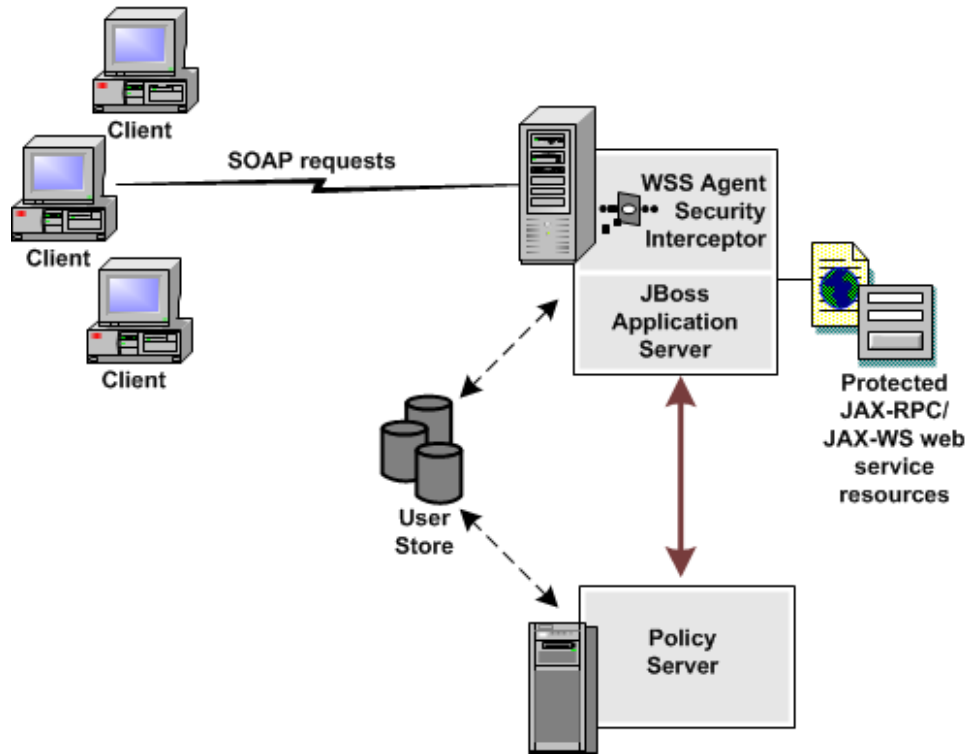 Client
SOAP requests
Client
Client
WSS Agent
Security
Interceptor
JBoss
Application
Server
Protected
JAX-RPC/
JAX-WS web
service
resources
User
Store
Policy
Server